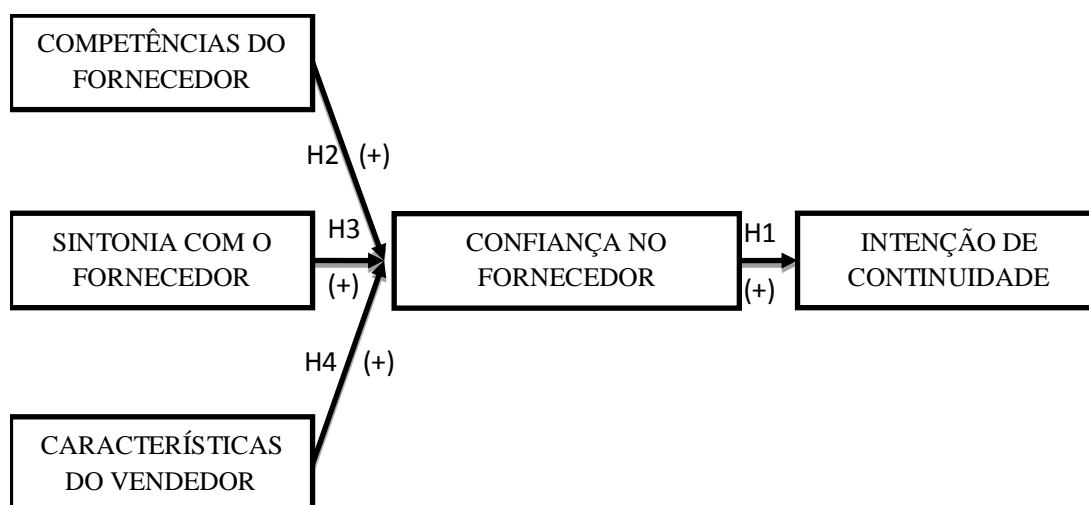 COMPETÊNCIAS DO
FORNECEDOR
H2 (+)
SINTONIA COM O
FORNECEDOR
H3
(+)
CONFIANÇA NO
FORNECEDOR
H1
(+)
INTENÇÃO DE
CONTINUIDADE
H4 (+)
CARACTERÍSTICAS
DO VENDEDOR